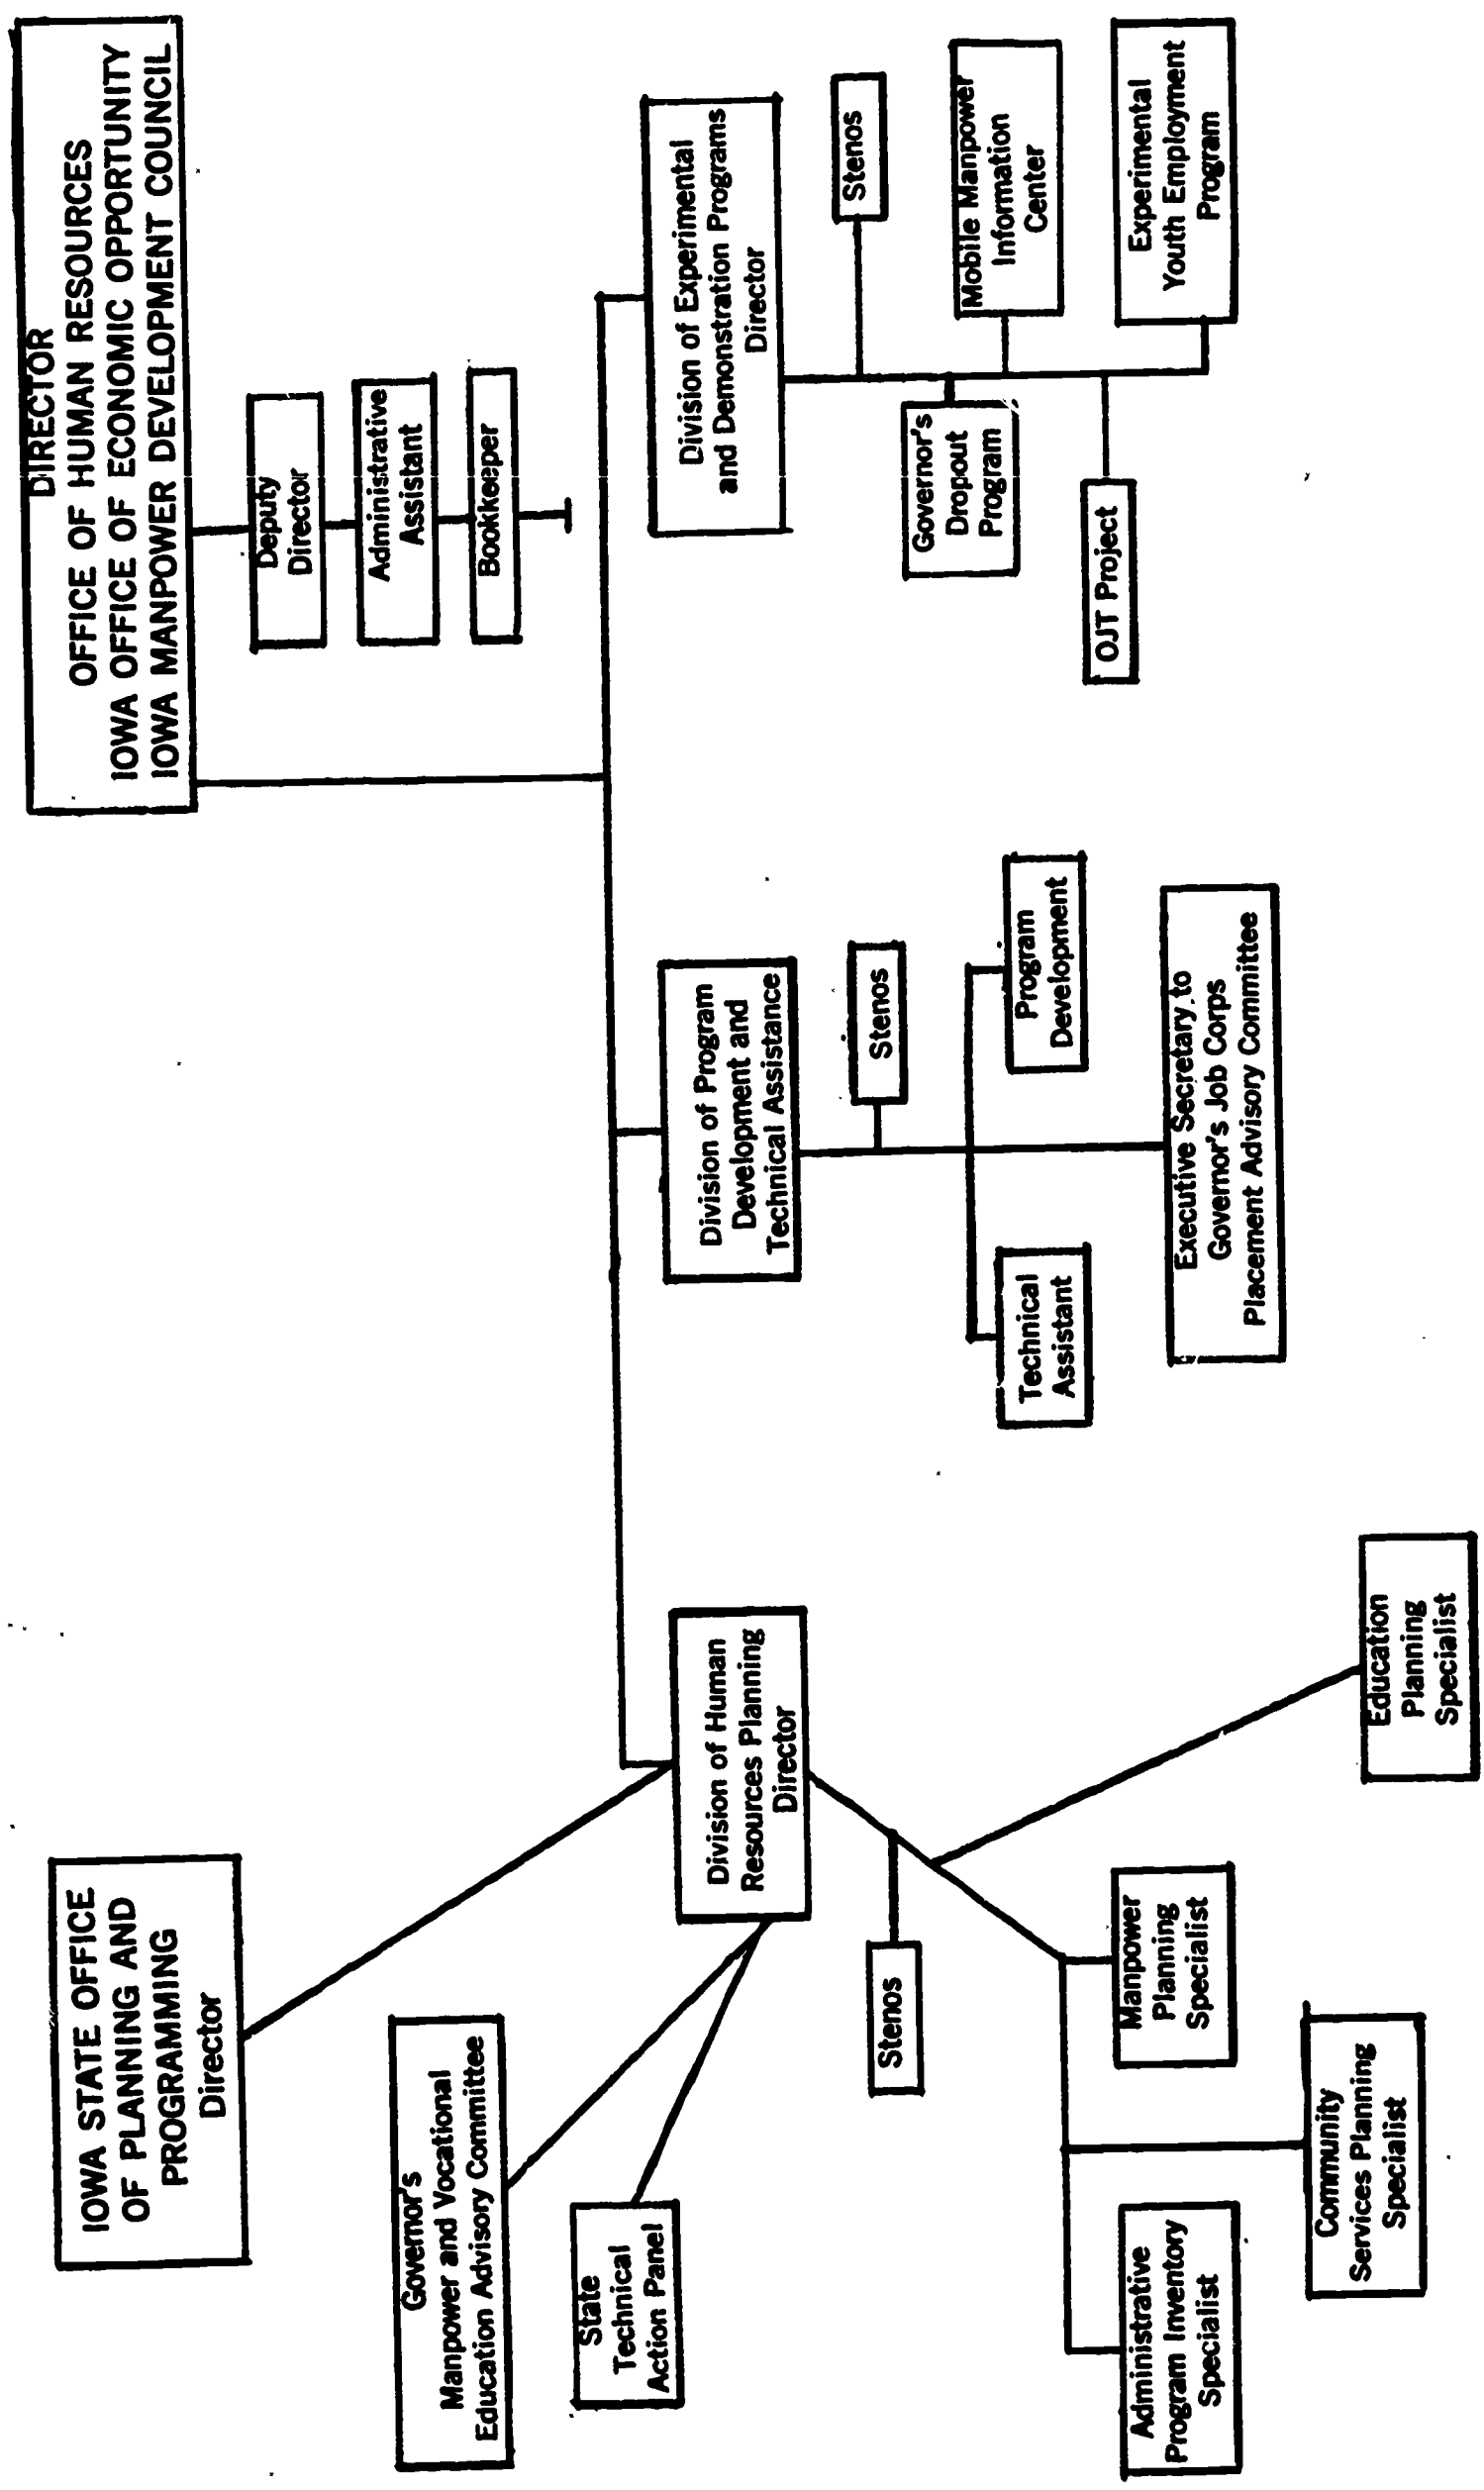 IOWA STATE OFFICE
OF PLANNING AND
PROGRAMMING
Director
DIRECTOR
OFFICE OF HUMAN RESOURCES
IOWA OFFICE OF ECONOMIC OPPORTUNITY
IOWA MANPOWER DEVELOPMENT COUNCIL
Deputy
Director
Administrative
Assistant
Bookkeeper
Governor's
Manpower and Vocational
Education Advisory Committee
State
Technical
Action Panel
Division of Human
Resources Planning
Director
Stenos
Manpower
Planning
Specialist
Administrative
Program Inventory
Specialist
Community
Services Planning
Specialist
Education
Planning
Specialist
Division of Program
Development and
Technical Assistance
Stenos
Technical
Assistant
Program
Development
Executive Secretary to
Governor's Job Corps
Placement Advisory Committee
Division of Experimental
and Demonstration Programs
Director
Stenos
Governor's
Dropout
Program
Mobile Manpower
Information
Center
OJT Project
Experimental
Youth Employment
Program